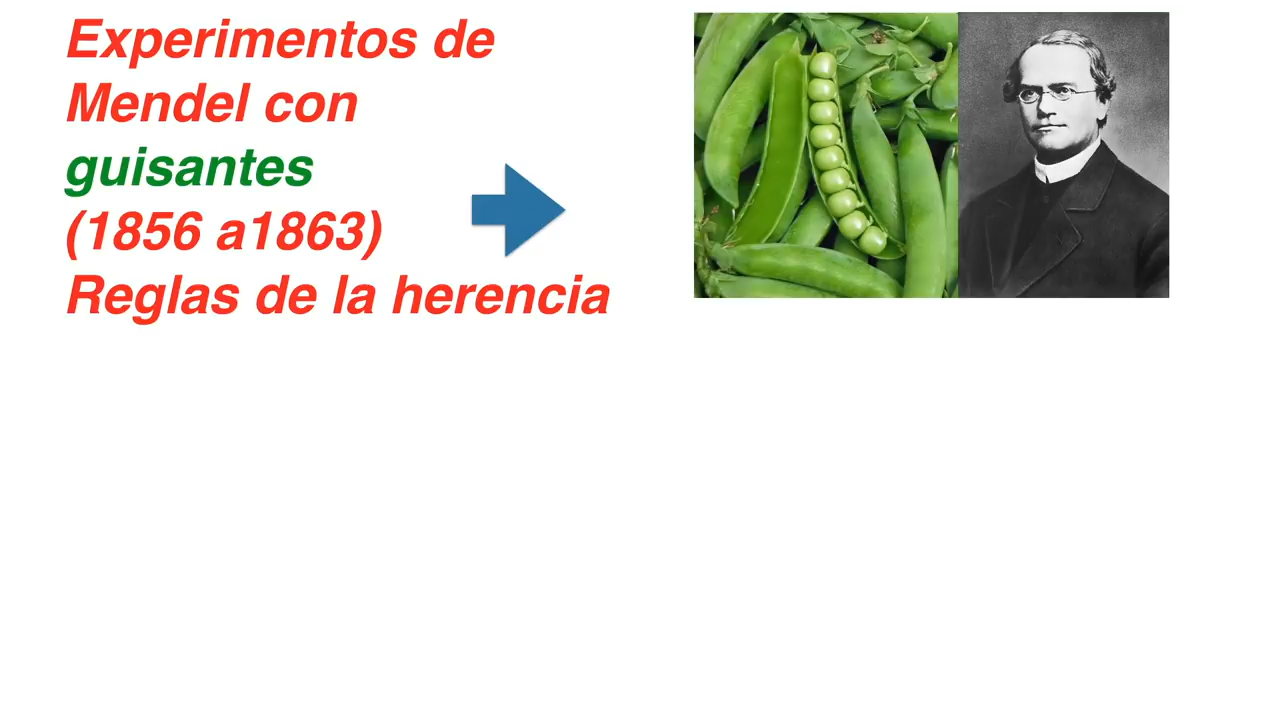 Experimentos de
Mendel con
guisantes
(1856 a1863)
Reglas de la herencia